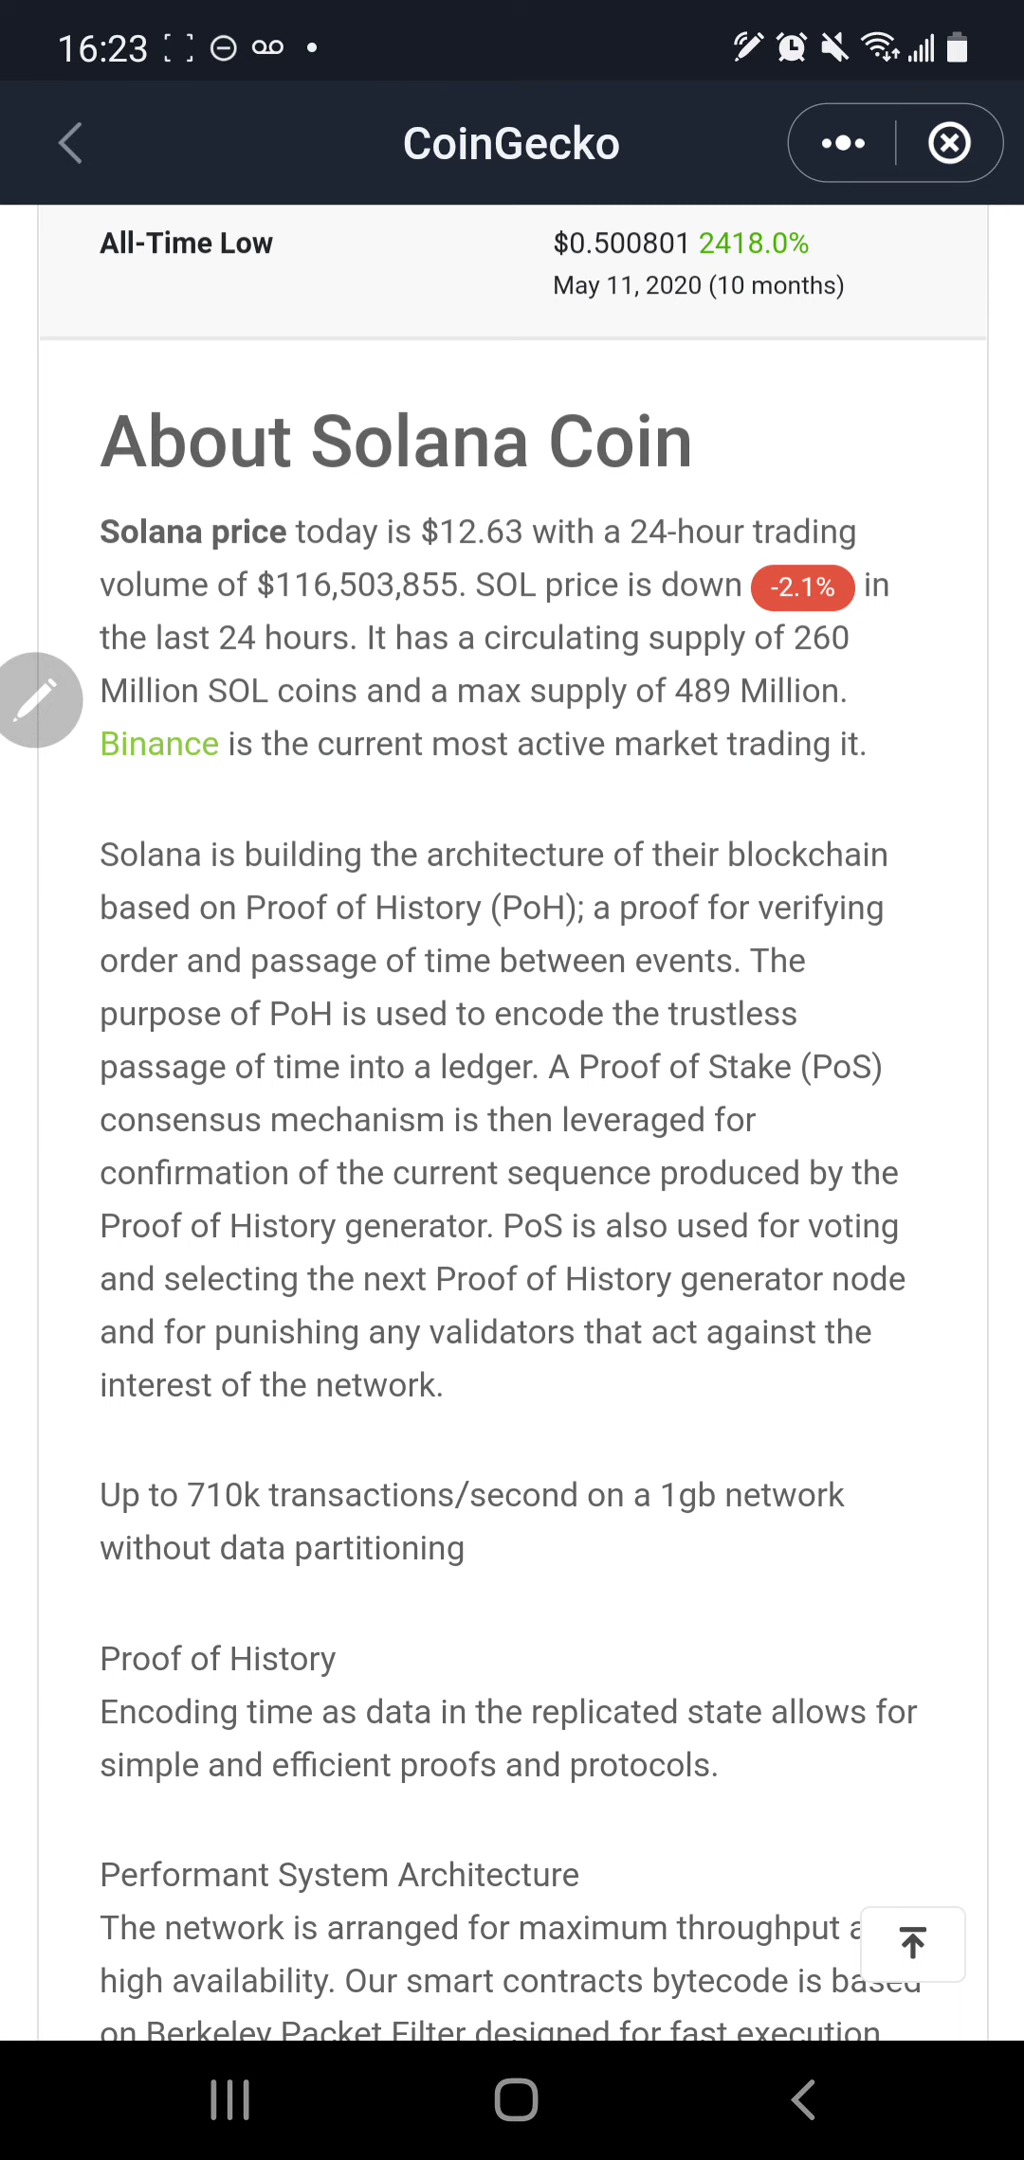 16:23
CoinGecko
All-Time Low
$0.500801 2418.0%
May 11, 2020 (10 months)
About Solana Coin
Solana price today is $12.63 with a 24-hour trading
volume of $116,503,855. SOL price is down -2.1% in
the last 24 hours. It has a circulating supply of 260
Million SOL coins and a max supply of 489 Million.
Binance is the current most active market trading it.
Solana is building the architecture of their blockchain
based on Proof of History (PoH); a proof for verifying
order and passage of time between events. The
purpose of PoH is used to encode the trustless
passage of time into a ledger. A Proof of Stake (PoS)
consensus mechanism is then leveraged for
confirmation of the current sequence produced by the
Proof of History generator. PoS is also used for voting
and selecting the next Proof of History generator node
and for punishing any validators that act against the
interest of the network.
Up to 710k transactions/second on a 1gb network
without data partitioning
Proof of History
Encoding time as data in the replicated state allows for
simple and efficient proofs and protocols.
Performant System Architecture
The network is arranged for maximum throughput
high availability. Our smart contracts bytecode is based
on Berkeley Packet Filter designed for fast execution